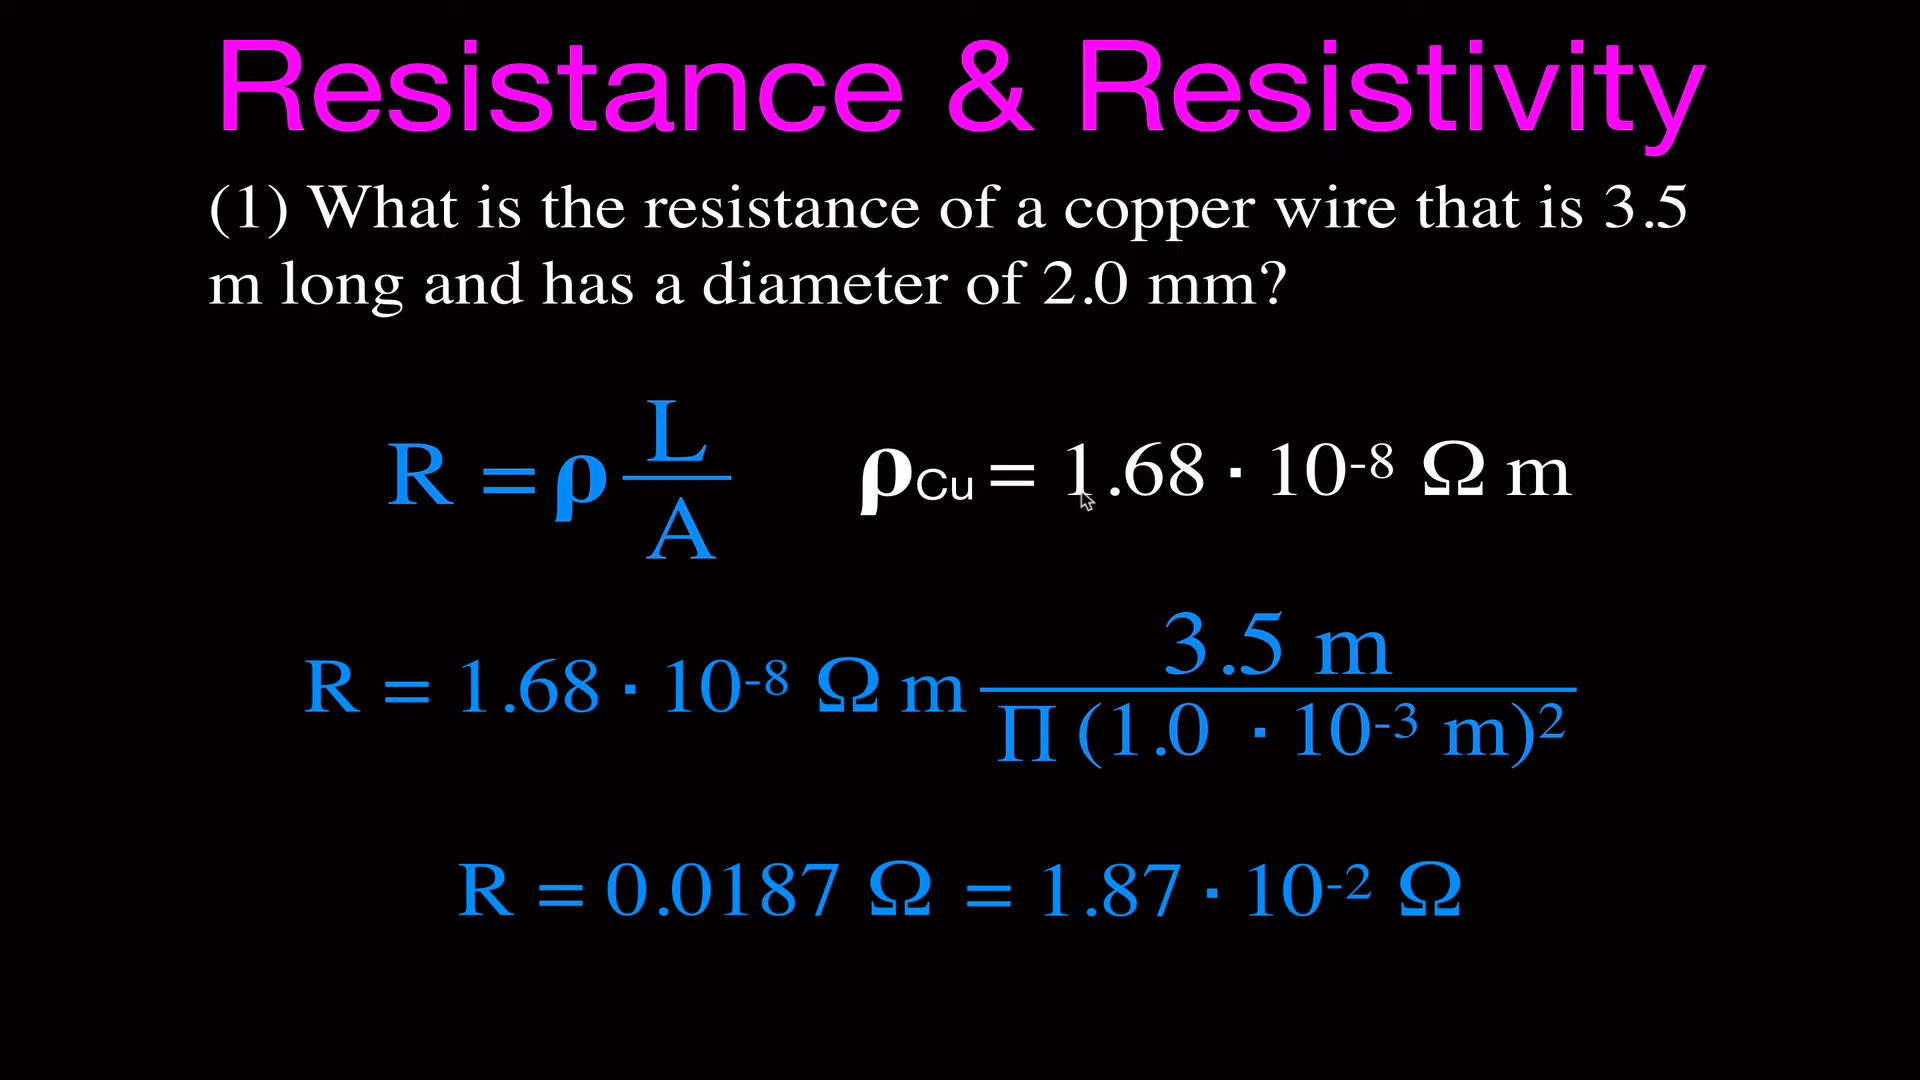 Resistance & Resistivity
(1) What is the resistance of a copper wire that is 3.5
m long and has a diameter of 2.0 mm?
R = ρ L/A
ρCu = 1.68 · 10⁻⁸ Ω m
R = 1.68 · 10⁻⁸ Ω m 3.5 m / Π (1.0 · 10⁻³ m)²
R = 0.0187 Ω = 1.87 · 10⁻² Ω